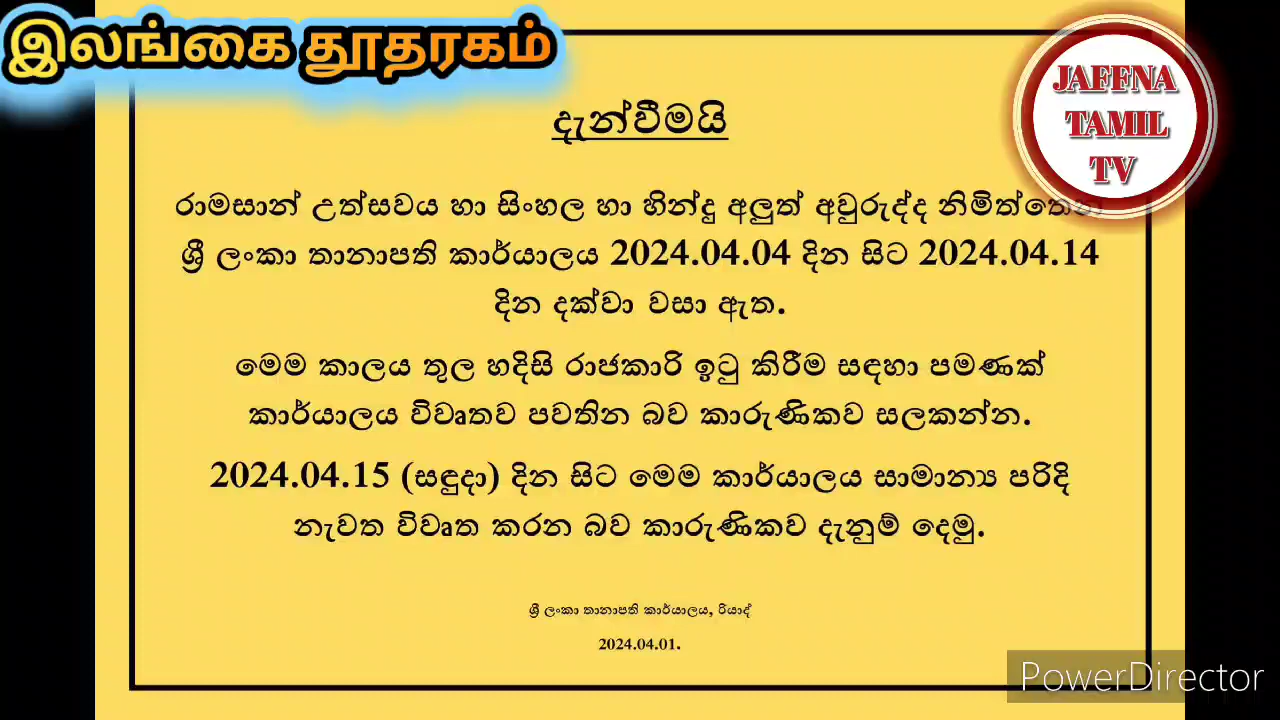 இலங்கை தூதரகம்
JAFFNA
TAMIL
TV
දැන්වීමයි
රාමසාන් උත්සවය හා සිංහල හා හින්දු අලුත් අවුරුද්ද නිමිත්තෙන්
ශ්‍රී ලංකා තානාපති කාර්යාලය 2024.04.04 දින සිට 2024.04.14
දින දක්වා වසා ඇත.
මෙම කාලය තුල හදිසි රාජකාරි ඉටු කිරීම සඳහා පමණක්
කාර්යාලය විවෘතව පවතින බව කාරුණිකව සලකන්න.
2024.04.15 (සඳුදා) දින සිට මෙම කාර්යාලය සාමාන්‍ය පරිදි
නැවත විවෘත කරන බව කාරුණිකව දැනුම් දෙමු.
ශ්‍රී ලංකා තානාපති කාර්යාලය, රියාද්
2024.04.01.
PowerDirector